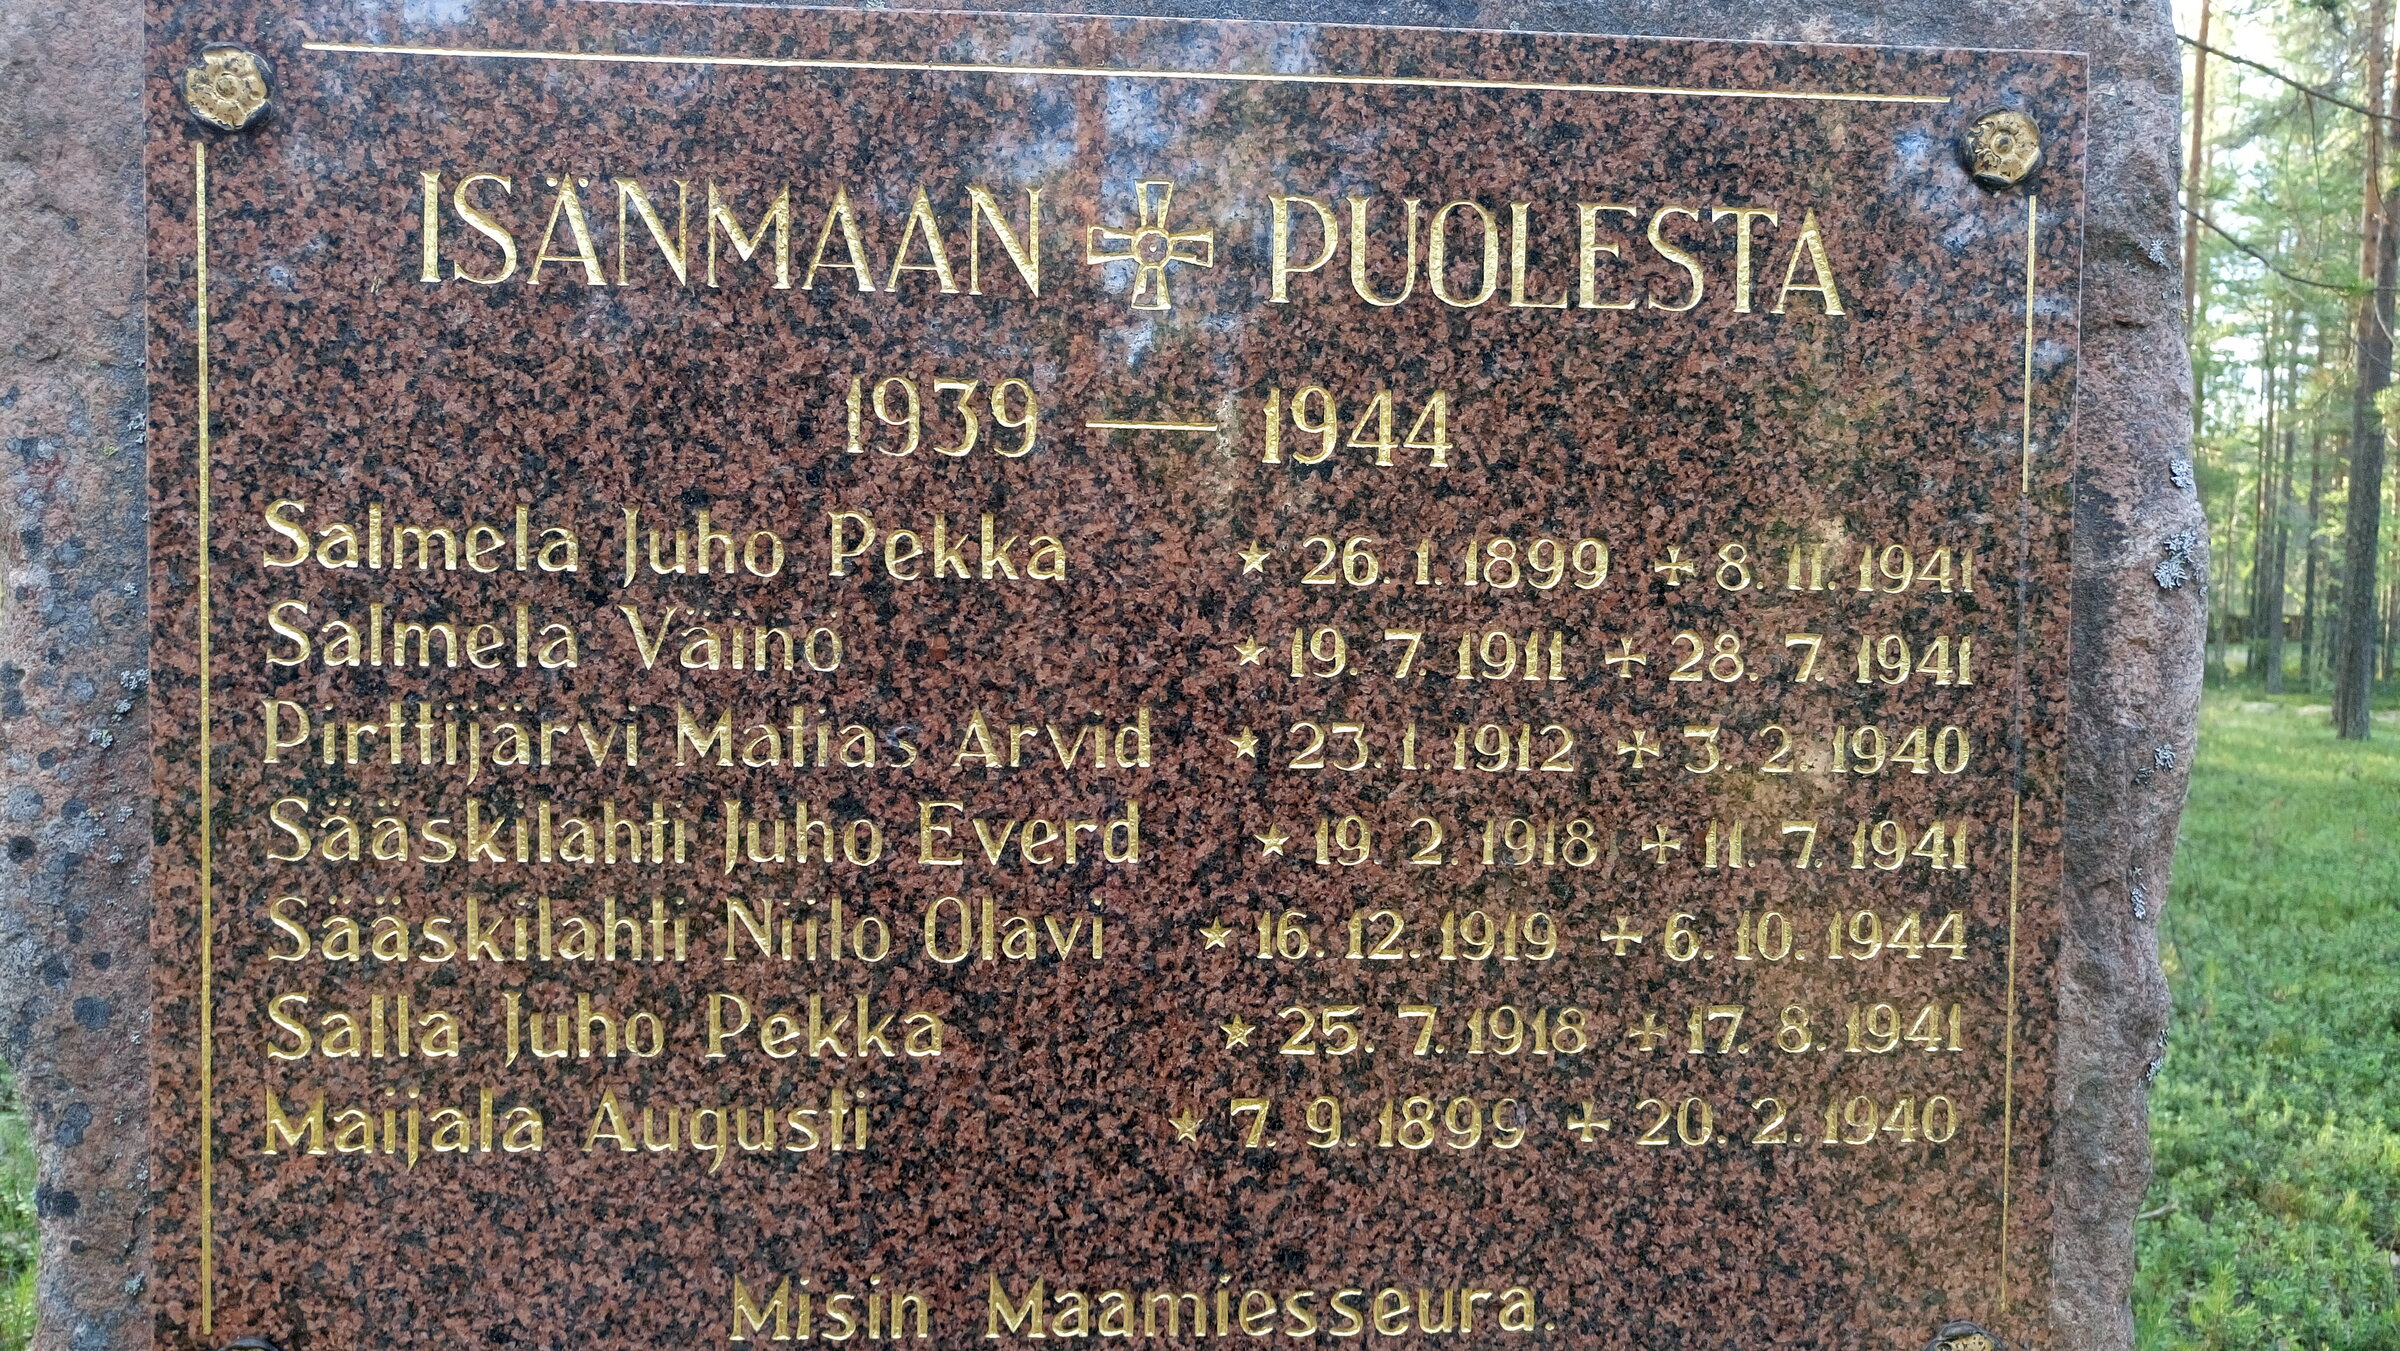 ISÄNMAAN PUOLESTA
1939 — 1944
Salmela Juho Pekka ★ 26. 1. 1899 ✠ 8. 11. 1941
Salmela Väinö ★ 19. 7. 1911 ✠ 28. 7. 1941
Pirttijärvi Matias Arvid ★ 23. 1. 1912 ✠ 3. 2. 1940
Sääskilahti Juho Everd ★ 19. 2. 1918 ✠ 11. 7. 1941
Sääskilahti Niilo Olavi ★ 16. 12. 1919 ✠ 6. 10. 1944
Salla Juho Pekka ★ 25. 7. 1918 ✠ 17. 8. 1941
Maijala Augusti ★ 7. 9. 1899 ✠ 20. 2. 1940
Misin Maamiesseura.